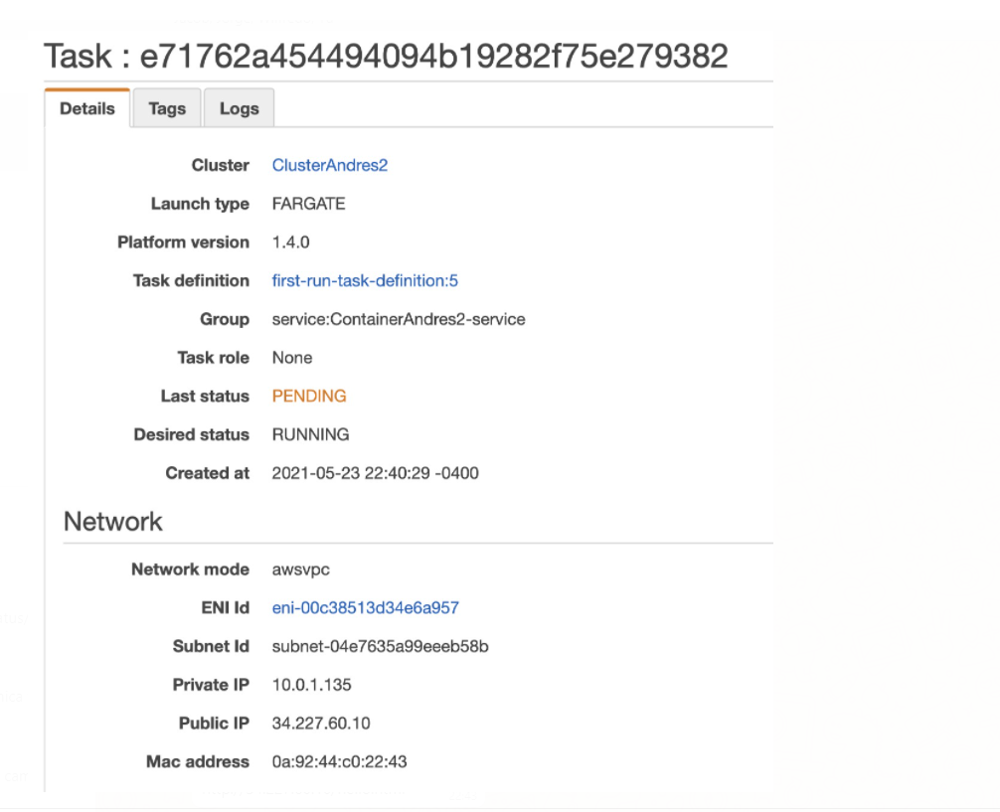 Task : e71762a454494094b19282f75e279382
Details Tags Logs
Cluster ClusterAndres2
Launch type FARGATE
Platform version 1.4.0
Task definition first-run-task-definition:5
Group service:ContainerAndres2-service
Task role None
Last status PENDING
Desired status RUNNING
Created at 2021-05-23 22:40:29 -0400
Network
Network mode awsvpc
ENI Id eni-00c38513d34e6a957
Subnet Id subnet-04e7635a99eeeb58b
Private IP 10.0.1.135
Public IP 34.227.60.10
Mac address 0a:92:44:c0:22:43